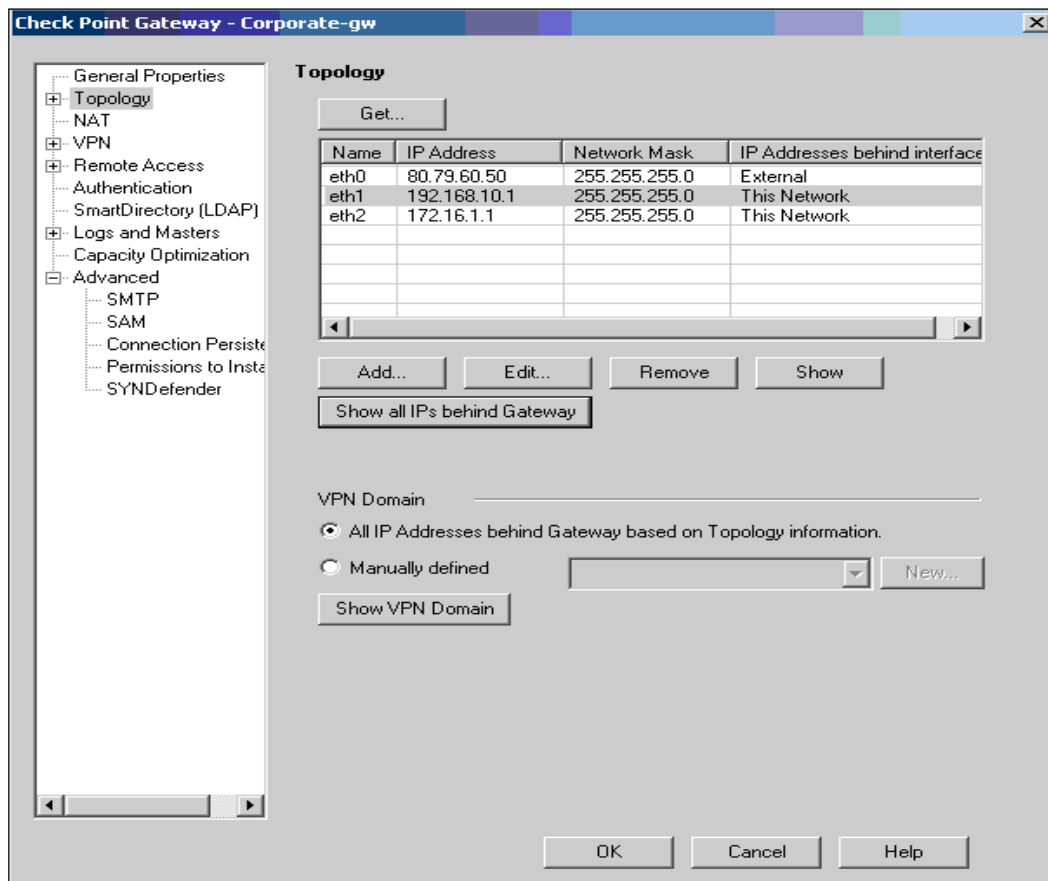 Check Point Gateway - Corporate-gw
General Properties
Topology
NAT
VPN
Remote Access
Authentication
SmartDirectory (LDAP)
Logs and Masters
Capacity Optimization
Advanced
SMTP
SAM
Connection Persiste
Permissions to Insta
SYNDefender
Topology
Get...
Name IP Address Network Mask IP Addresses behind interface
eth0 80.79.60.50 255.255.255.0 External
eth1 192.168.10.1 255.255.255.0 This Network
eth2 172.16.1.1 255.255.255.0 This Network
Add... Edit... Remove Show
Show all IPs behind Gateway
VPN Domain
All IP Addresses behind Gateway based on Topology information.
Manually defined New...
Show VPN Domain
OK Cancel Help